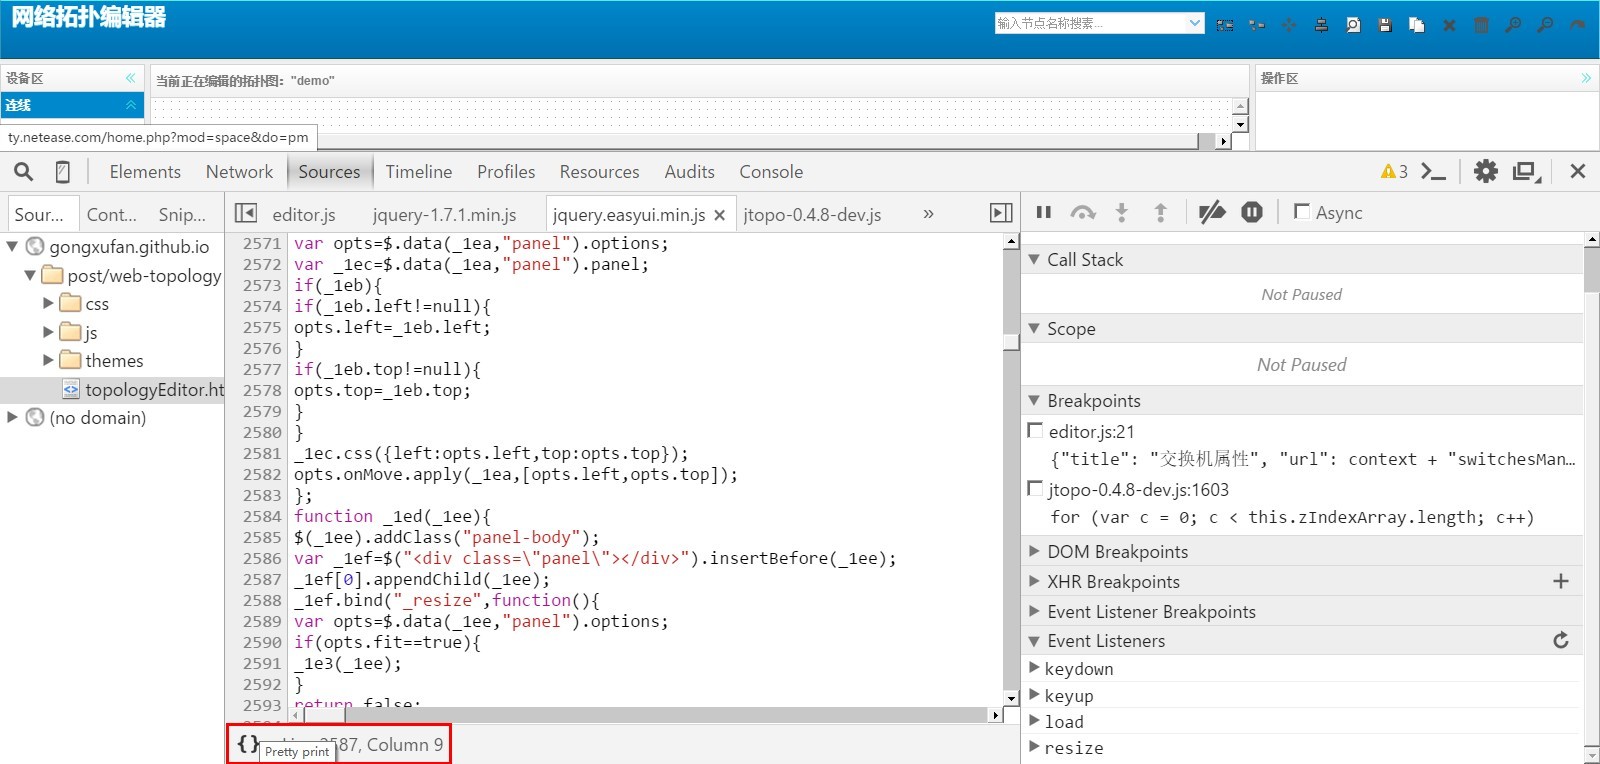 网络拓扑编辑器
输入节点名称搜索...
设备区
当前正在编辑的拓扑图："demo"
操作区
连线
ty.netease.com/home.php?mod=space&do=pm
Elements Network Sources Timeline Profiles Resources Audits Console
3
Sour... Cont... Snip...
editor.js jquery-1.7.1.min.js jquery.easyui.min.js × jtopo-0.4.8-dev.js »
Async
gongxufan.github.io
post/web-topology
css
js
themes
topologyEditor.ht
(no domain)
2571 var opts=$.data(_1ea,"panel").options;
2572 var _1ec=$.data(_1ea,"panel").panel;
2573 if(_1eb){
2574 if(_1eb.left!=null){
2575 opts.left=_1eb.left;
2576 }
2577 if(_1eb.top!=null){
2578 opts.top=_1eb.top;
2579 }
2580 }
2581 _1ec.css({left:opts.left,top:opts.top});
2582 opts.onMove.apply(_1ea,[opts.left,opts.top]);
2583 };
2584 function _1ed(_1ee){
2585 $(_1ee).addClass("panel-body");
2586 var _1ef=$("<div class=\"panel\"></div>").insertBefore(_1ee);
2587 _1ef[0].appendChild(_1ee);
2588 _1ef.bind("_resize",function(){
2589 var opts=$.data(_1ee,"panel").options;
2590 if(opts.fit==true){
2591 _1e3(_1ee);
2592 }
2593 return false;
{} 2587, Column 9
Pretty print
Call Stack
Not Paused
Scope
Not Paused
Breakpoints
editor.js:21
{"title": "交换机属性", "url": context + "switchesMan…
jtopo-0.4.8-dev.js:1603
for (var c = 0; c < this.zIndexArray.length; c++)
DOM Breakpoints
XHR Breakpoints
Event Listener Breakpoints
Event Listeners
keydown
keyup
load
resize